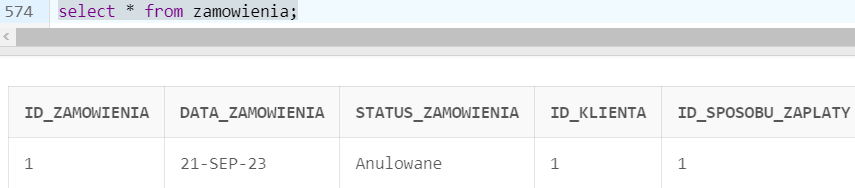 574 select * from zamowienia;
ID_ZAMOWIENIA DATA_ZAMOWIENIA STATUS_ZAMOWIENIA ID_KLIENTA ID_SPOSOBU_ZAPLATY
1 21-SEP-23 Anulowane 1 1